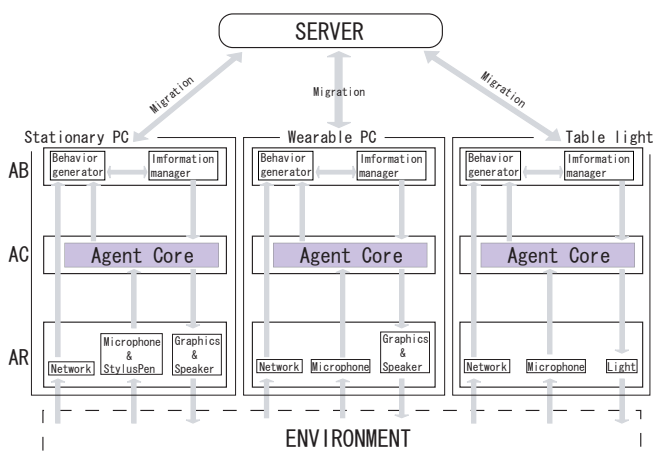 SERVER
Migration
Migration
Migration
Stationary PC
Wearable PC
Table light
AB
Behavior
generator
Imformation
manager
Behavior
generator
Imformation
manager
Behavior
generator
Imformation
manager
AC
Agent Core
Agent Core
Agent Core
AR
Network
Microphone
&
StylusPen
Graphics
&
Speaker
Network
Microphone
Graphics
&
Speaker
Network
Microphone
Light
ENVIRONMENT